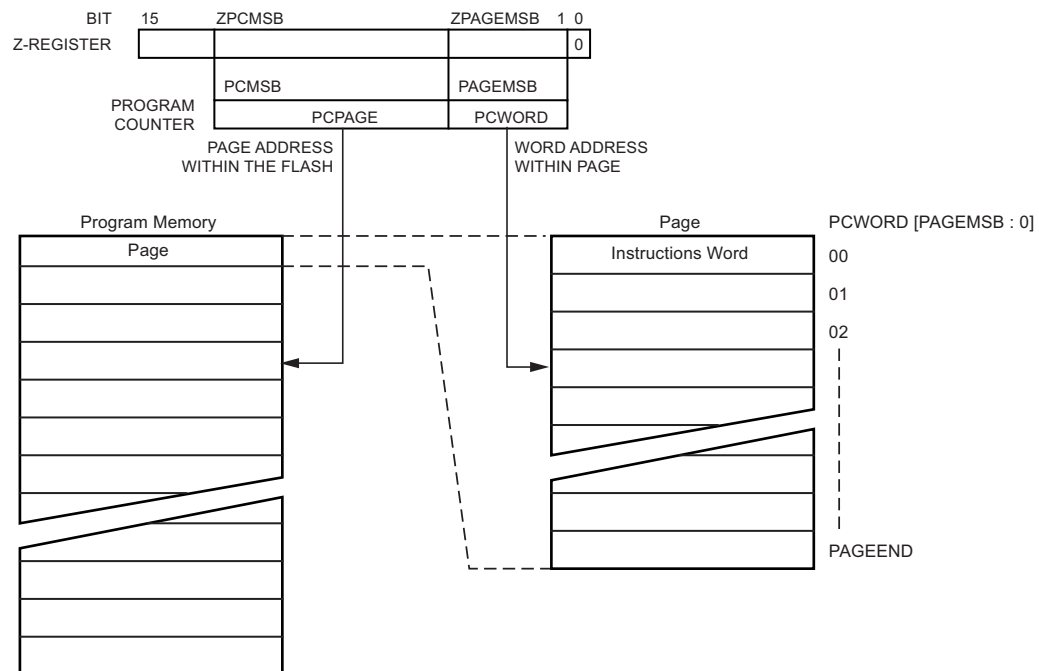 BIT 15 ZPCMSB ZPAGEMSB 1 0
Z-REGISTER 0
PCMSB PAGEMSB
PROGRAM
COUNTER
PCPAGE PCWORD
PAGE ADDRESS
WITHIN THE FLASH
WORD ADDRESS
WITHIN PAGE
Program Memory
Page
Page
PCWORD [PAGEMSB : 0]
Instructions Word
00
01
02
PAGEEND